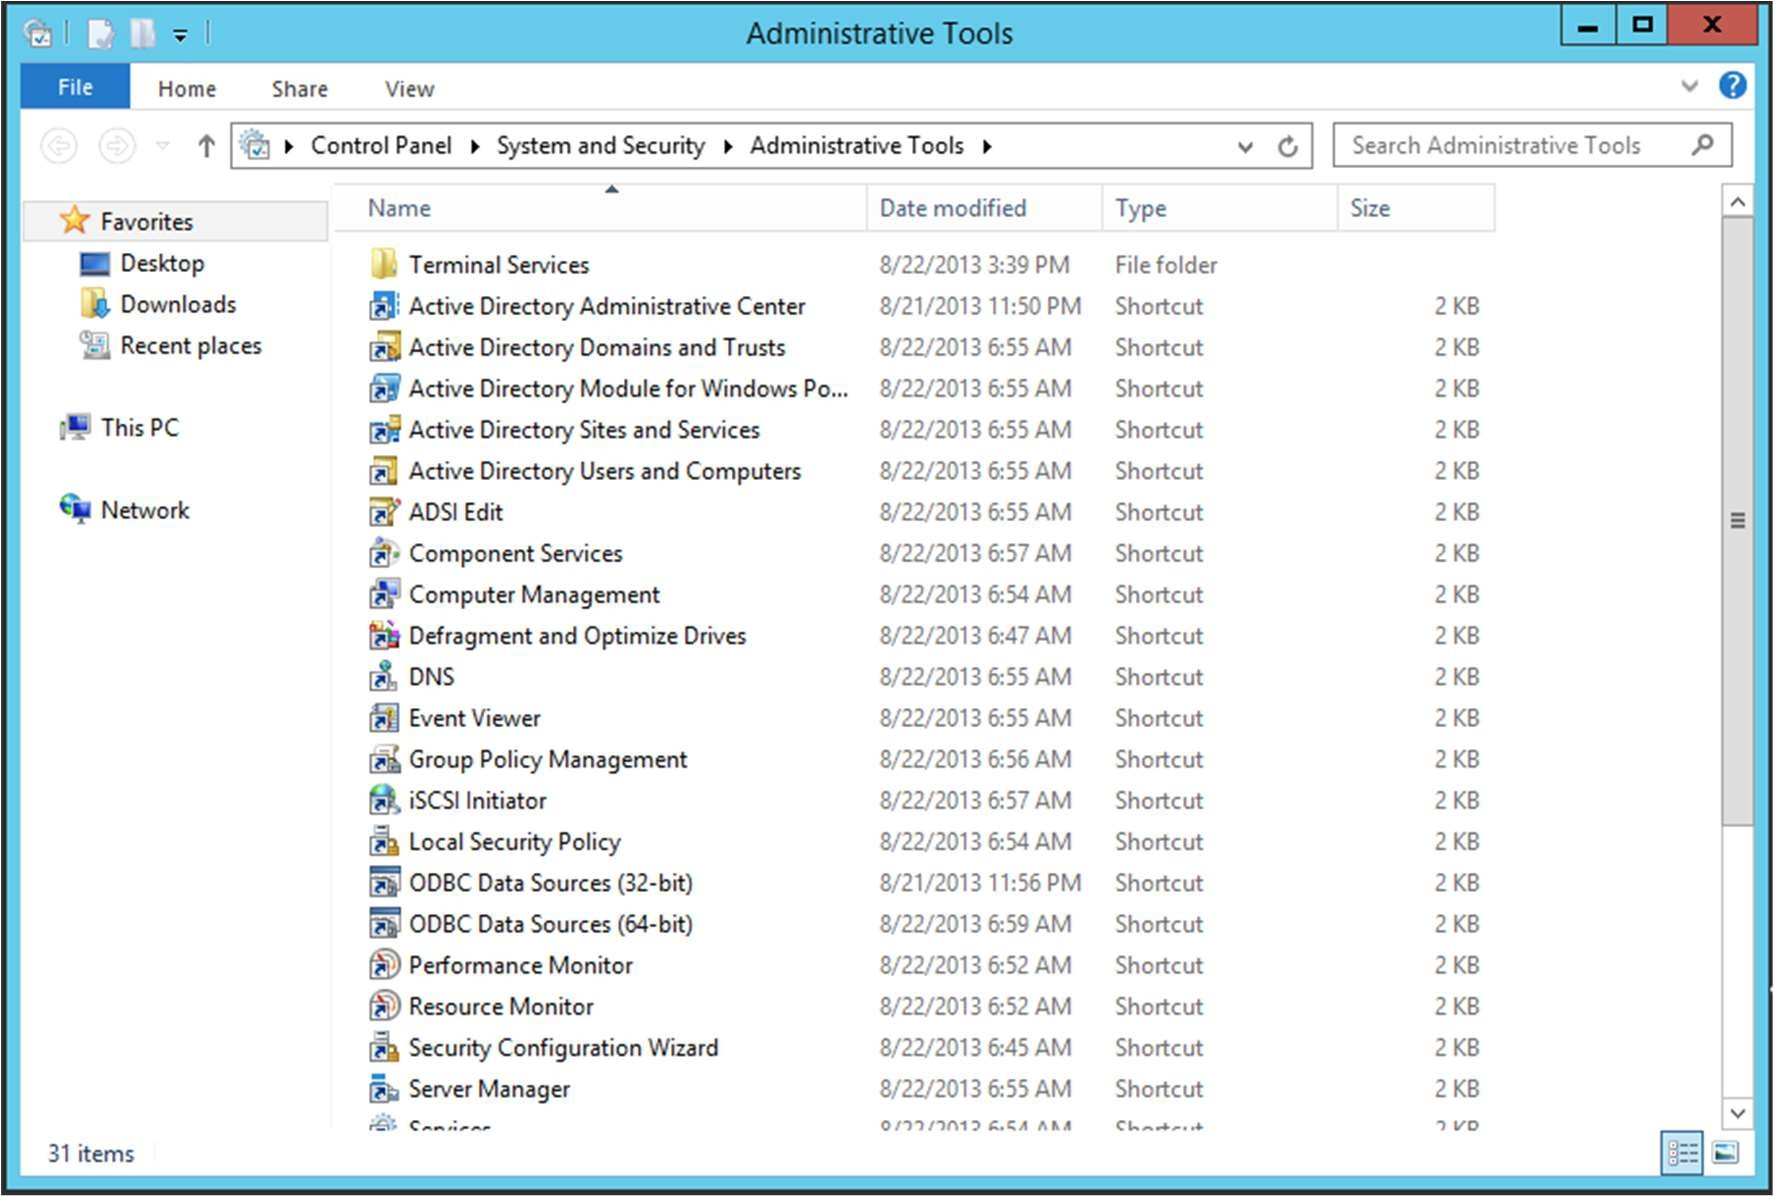 Administrative Tools
File Home Share View
Control Panel System and Security Administrative Tools Search Administrative Tools
Name Date modified Type Size
Favorites
Desktop
Downloads
Recent places
This PC
Network
Terminal Services 8/22/2013 3:39 PM File folder
Active Directory Administrative Center 8/21/2013 11:50 PM Shortcut 2 KB
Active Directory Domains and Trusts 8/22/2013 6:55 AM Shortcut 2 KB
Active Directory Module for Windows Po... 8/22/2013 6:55 AM Shortcut 2 KB
Active Directory Sites and Services 8/22/2013 6:55 AM Shortcut 2 KB
Active Directory Users and Computers 8/22/2013 6:55 AM Shortcut 2 KB
ADSI Edit 8/22/2013 6:55 AM Shortcut 2 KB
Component Services 8/22/2013 6:57 AM Shortcut 2 KB
Computer Management 8/22/2013 6:54 AM Shortcut 2 KB
Defragment and Optimize Drives 8/22/2013 6:47 AM Shortcut 2 KB
DNS 8/22/2013 6:55 AM Shortcut 2 KB
Event Viewer 8/22/2013 6:55 AM Shortcut 2 KB
Group Policy Management 8/22/2013 6:56 AM Shortcut 2 KB
iSCSI Initiator 8/22/2013 6:57 AM Shortcut 2 KB
Local Security Policy 8/22/2013 6:54 AM Shortcut 2 KB
ODBC Data Sources (32-bit) 8/21/2013 11:56 PM Shortcut 2 KB
ODBC Data Sources (64-bit) 8/22/2013 6:59 AM Shortcut 2 KB
Performance Monitor 8/22/2013 6:52 AM Shortcut 2 KB
Resource Monitor 8/22/2013 6:52 AM Shortcut 2 KB
Security Configuration Wizard 8/22/2013 6:45 AM Shortcut 2 KB
Server Manager 8/22/2013 6:55 AM Shortcut 2 KB
Services 8/22/2013 6:54 AM Shortcut 2 KB
31 items